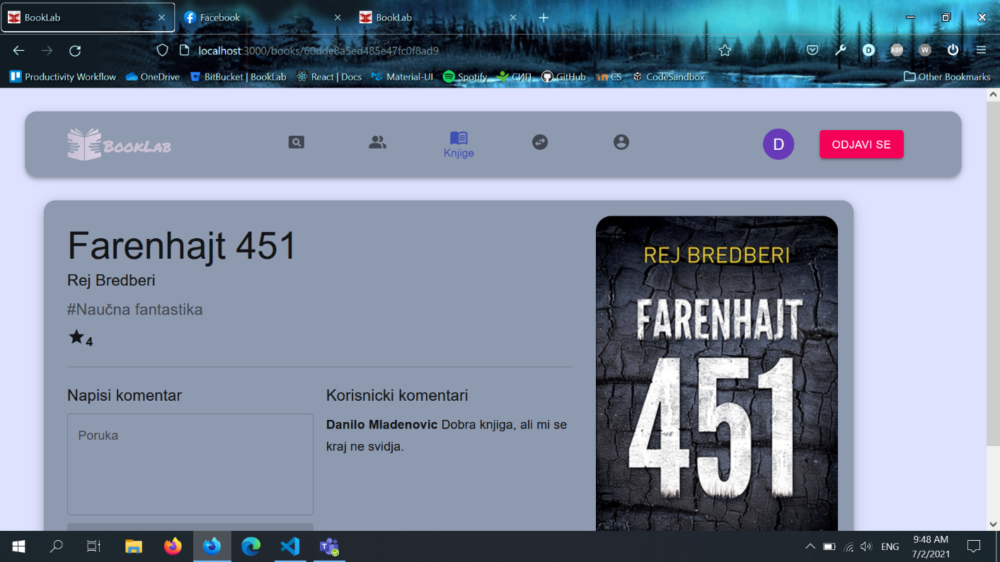 BookLab
Facebook
BookLab
localhost:3000/books/60dde8a5ed485e47fc0f8ad9
D
ABP
W
Productivity Workflow
OneDrive
BitBucket | BookLab
React | Docs
Material-UI
Spotify
СИП
GitHub
CS
CodeSandbox
Other Bookmarks
BookLab
Knjige
D
ODJAVI SE
Farenhajt 451
Rej Bredberi
#Naučna fantastika
4
Napisi komentar
Poruka
Korisnicki komentari
Danilo Mladenovic Dobra knjiga, ali mi se
kraj ne svidja.
REJ BREDBERI
FARENHAJT
451
ENG
9:48 AM
7/2/2021